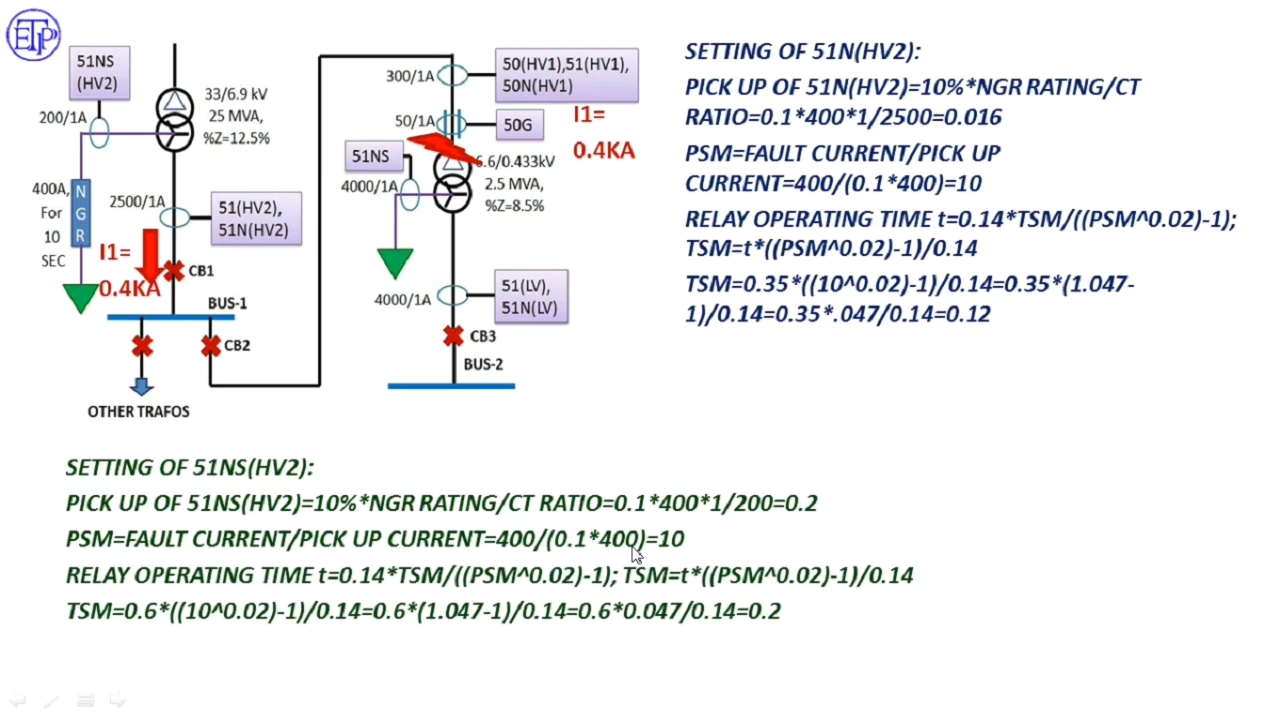 ETPP
51NS
(HV2)
200/1A
33/6.9 kV
25 MVA,
%Z=12.5%
400A,
For
10
SEC
N
G
R
2500/1A
51(HV2),
51N(HV2)
I1=
0.4KA
CB1
BUS-1
CB2
OTHER TRAFOS
300/1A
50(HV1),51(HV1),
50N(HV1)
50/1A
50G
I1=
0.4KA
51NS
4000/1A
6.6/0.433kV
2.5 MVA,
%Z=8.5%
4000/1A
51(LV),
51N(LV)
CB3
BUS-2
SETTING OF 51N(HV2):
PICK UP OF 51N(HV2)=10%*NGR RATING/CT
RATIO=0.1*400*1/2500=0.016
PSM=FAULT CURRENT/PICK UP
CURRENT=400/(0.1*400)=10
RELAY OPERATING TIME t=0.14*TSM/((PSM^0.02)-1);
TSM=t*((PSM^0.02)-1)/0.14
TSM=0.35*((10^0.02)-1)/0.14=0.35*(1.047-
1)/0.14=0.35*.047/0.14=0.12
SETTING OF 51NS(HV2):
PICK UP OF 51NS(HV2)=10%*NGR RATING/CT RATIO=0.1*400*1/200=0.2
PSM=FAULT CURRENT/PICK UP CURRENT=400/(0.1*400)=10
RELAY OPERATING TIME t=0.14*TSM/((PSM^0.02)-1); TSM=t*((PSM^0.02)-1)/0.14
TSM=0.6*((10^0.02)-1)/0.14=0.6*(1.047-1)/0.14=0.6*0.047/0.14=0.2